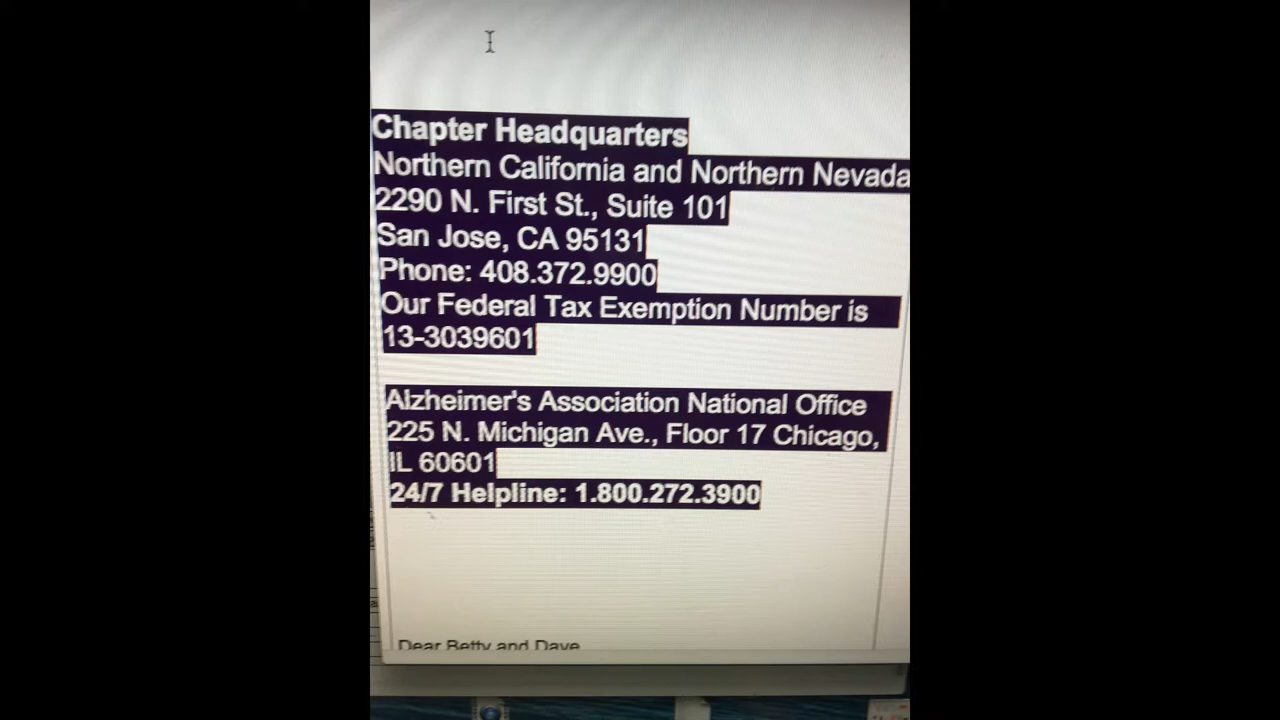 Chapter Headquarters
Northern California and Northern Nevada
2290 N. First St., Suite 101
San Jose, CA 95131
Phone: 408.372.9900
Our Federal Tax Exemption Number is
13-3039601
Alzheimer's Association National Office
225 N. Michigan Ave., Floor 17 Chicago,
IL 60601
24/7 Helpline: 1.800.272.3900
Dear Betty and Dave